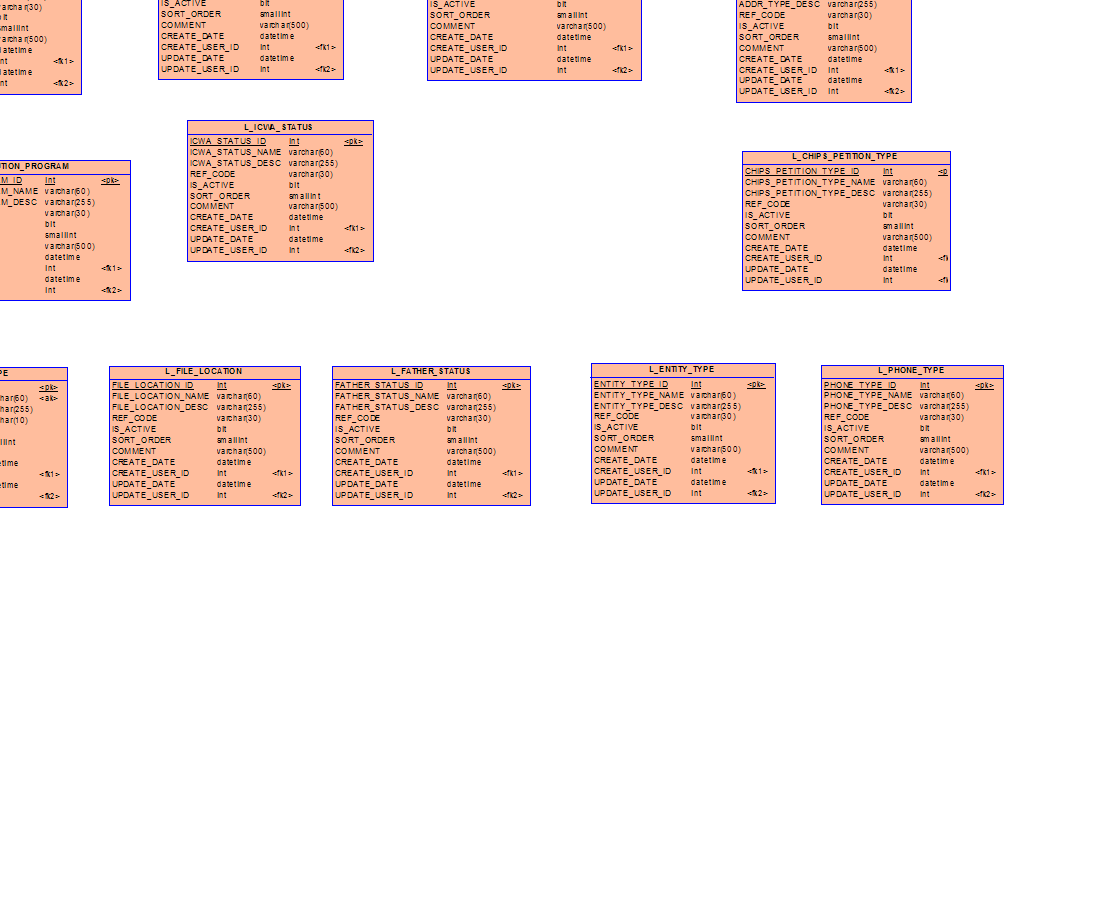 varchar(30)
bit
smallint
varchar(500)
datetime
int <fk1>
datetime
int <fk2>
IS_ACTIVE bit
SORT_ORDER smallint
COMMENT varchar(500)
CREATE_DATE datetime
CREATE_USER_ID int <fk1>
UPDATE_DATE datetime
UPDATE_USER_ID int <fk2>
IS_ACTIVE bit
SORT_ORDER smallint
COMMENT varchar(500)
CREATE_DATE datetime
CREATE_USER_ID int <fk1>
UPDATE_DATE datetime
UPDATE_USER_ID int <fk2>
ADDR_TYPE_DESC varchar(255)
REF_CODE varchar(30)
IS_ACTIVE bit
SORT_ORDER smallint
COMMENT varchar(500)
CREATE_DATE datetime
CREATE_USER_ID int <fk1>
UPDATE_DATE datetime
UPDATE_USER_ID int <fk2>
L_ICWA_STATUS
ICWA_STATUS_ID int <pk>
ICWA_STATUS_NAME varchar(60)
ICWA_STATUS_DESC varchar(255)
REF_CODE varchar(30)
IS_ACTIVE bit
SORT_ORDER smallint
COMMENT varchar(500)
CREATE_DATE datetime
CREATE_USER_ID int <fk1>
UPDATE_DATE datetime
UPDATE_USER_ID int <fk2>
TION_PROGRAM
M_ID int <pk>
M_NAME varchar(60)
M_DESC varchar(255)
varchar(30)
bit
smallint
varchar(500)
datetime
int <fk1>
datetime
int <fk2>
L_CHIPS_PETITION_TYPE
CHIPS_PETITION_TYPE_ID int <p
CHIPS_PETITION_TYPE_NAME varchar(60)
CHIPS_PETITION_TYPE_DESC varchar(255)
REF_CODE varchar(30)
IS_ACTIVE bit
SORT_ORDER smallint
COMMENT varchar(500)
CREATE_DATE datetime
CREATE_USER_ID int <fk
UPDATE_DATE datetime
UPDATE_USER_ID int <fk
PE
<pk>
har(60) <ak>
har(255)
har(10)
llint
etime
<fk1>
etime
<fk2>
L_FILE_LOCATION
FILE_LOCATION_ID int <pk>
FILE_LOCATION_NAME varchar(60)
FILE_LOCATION_DESC varchar(255)
REF_CODE varchar(30)
IS_ACTIVE bit
SORT_ORDER smallint
COMMENT varchar(500)
CREATE_DATE datetime
CREATE_USER_ID int <fk1>
UPDATE_DATE datetime
UPDATE_USER_ID int <fk2>
L_FATHER_STATUS
FATHER_STATUS_ID int <pk>
FATHER_STATUS_NAME varchar(60)
FATHER_STATUS_DESC varchar(255)
REF_CODE varchar(30)
IS_ACTIVE bit
SORT_ORDER smallint
COMMENT varchar(500)
CREATE_DATE datetime
CREATE_USER_ID int <fk1>
UPDATE_DATE datetime
UPDATE_USER_ID int <fk2>
L_ENTITY_TYPE
ENTITY_TYPE_ID int <pk>
ENTITY_TYPE_NAME varchar(60)
ENTITY_TYPE_DESC varchar(255)
REF_CODE varchar(30)
IS_ACTIVE bit
SORT_ORDER smallint
COMMENT varchar(500)
CREATE_DATE datetime
CREATE_USER_ID int <fk1>
UPDATE_DATE datetime
UPDATE_USER_ID int <fk2>
L_PHONE_TYPE
PHONE_TYPE_ID int <pk>
PHONE_TYPE_NAME varchar(60)
PHONE_TYPE_DESC varchar(255)
REF_CODE varchar(30)
IS_ACTIVE bit
SORT_ORDER smallint
COMMENT varchar(500)
CREATE_DATE datetime
CREATE_USER_ID int <fk1>
UPDATE_DATE datetime
UPDATE_USER_ID int <fk2>